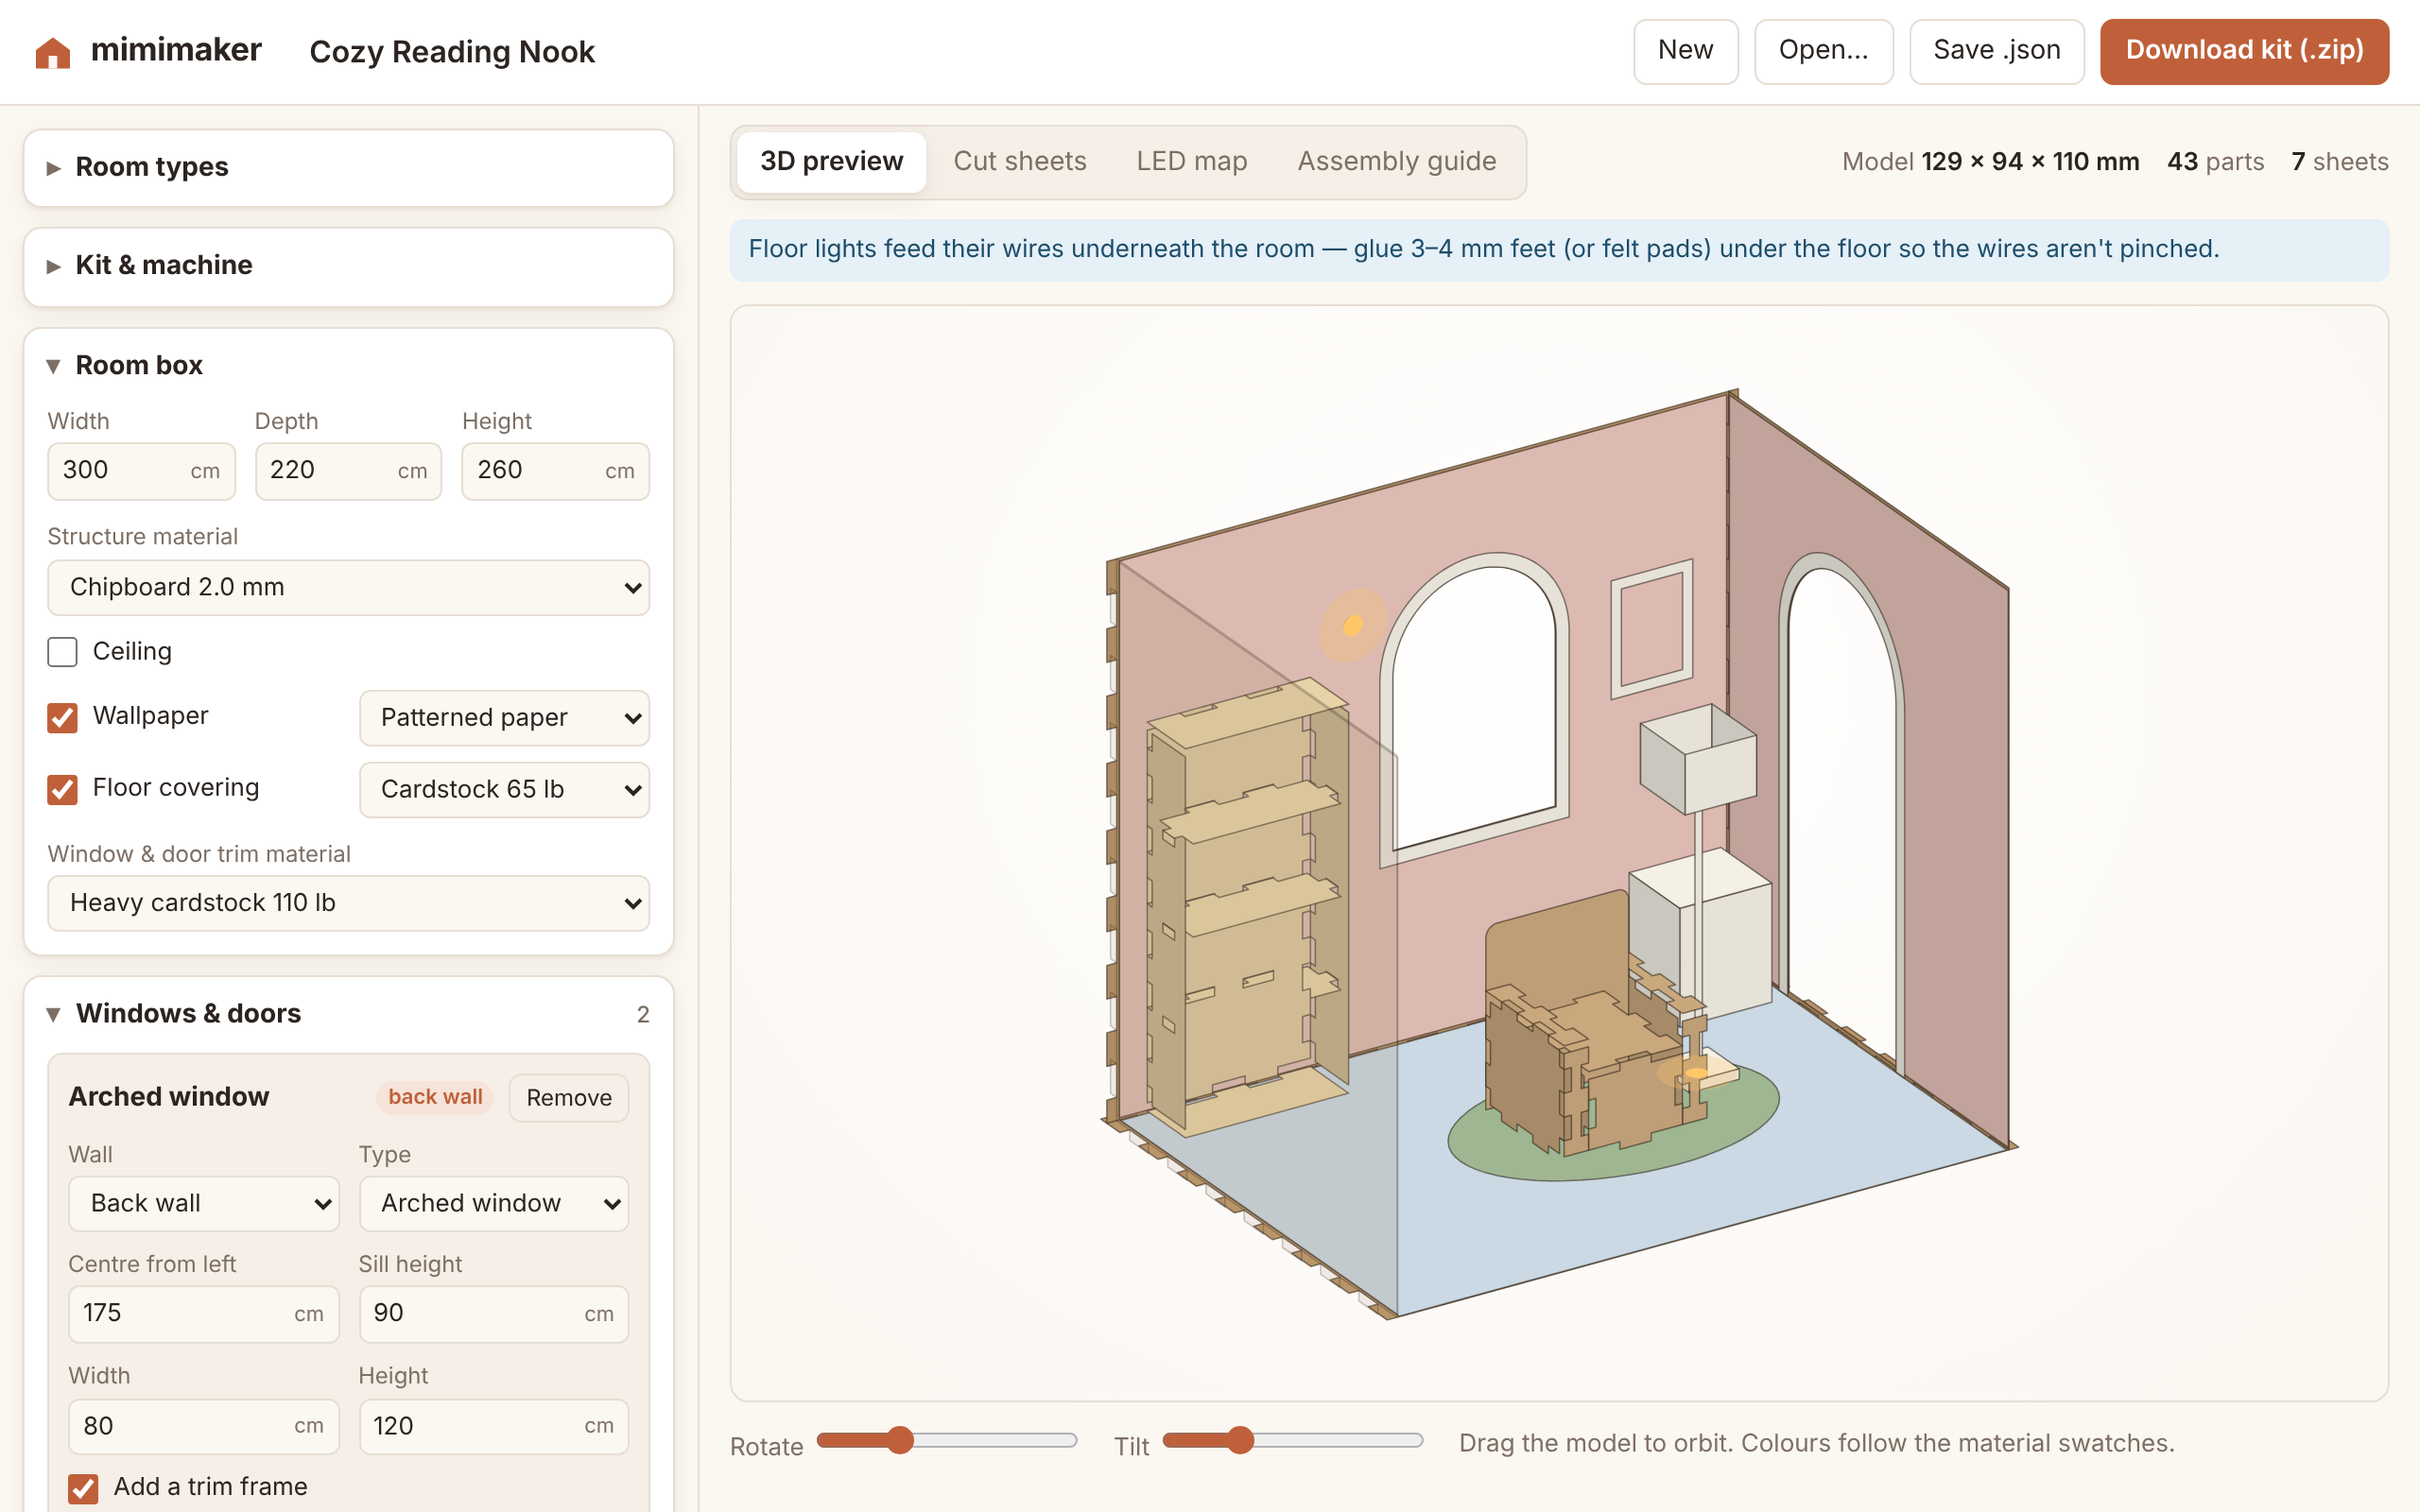 mimimaker Cozy Reading Nook New Open... Save .json Download kit (.zip)
▶ Room types
▶ Kit & machine
▼ Room box
Width Depth Height
300 cm 220 cm 260 cm
Structure material
Chipboard 2.0 mm
Ceiling
Wallpaper Patterned paper
Floor covering Cardstock 65 lb
Window & door trim material
Heavy cardstock 110 lb
▼ Windows & doors 2
Arched window back wall Remove
Wall Type
Back wall Arched window
Centre from left Sill height
175 cm 90 cm
Width Height
80 cm 120 cm
Add a trim frame
3D preview Cut sheets LED map Assembly guide Model 129 × 94 × 110 mm 43 parts 7 sheets
Floor lights feed their wires underneath the room — glue 3–4 mm feet (or felt pads) under the floor so the wires aren't pinched.
Rotate Tilt Drag the model to orbit. Colours follow the material swatches.